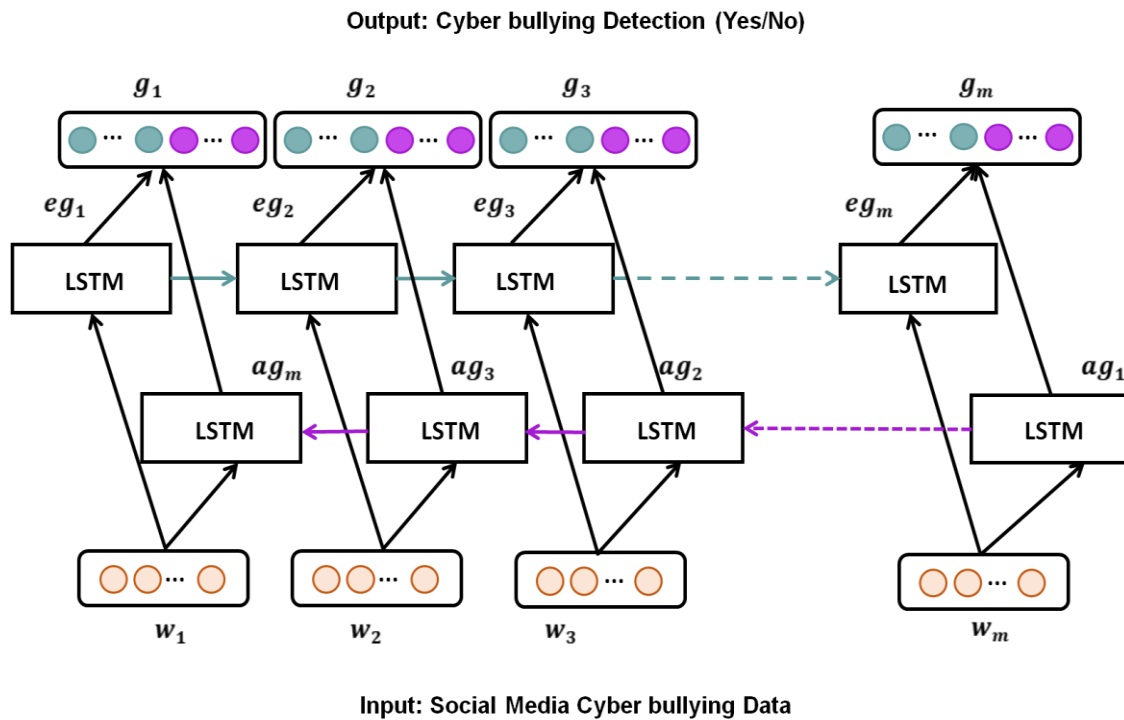 Output: Cyber bullying Detection (Yes/No)
g₁ g₂ g₃ gₘ
... ... ... ... ... ... ... ...
eg₁ eg₂ eg₃ egₘ
LSTM LSTM LSTM LSTM
agₘ ag₃ ag₂ ag₁
LSTM LSTM LSTM LSTM
... ... ... ...
w₁ w₂ w₃ wₘ
Input: Social Media Cyber bullying Data